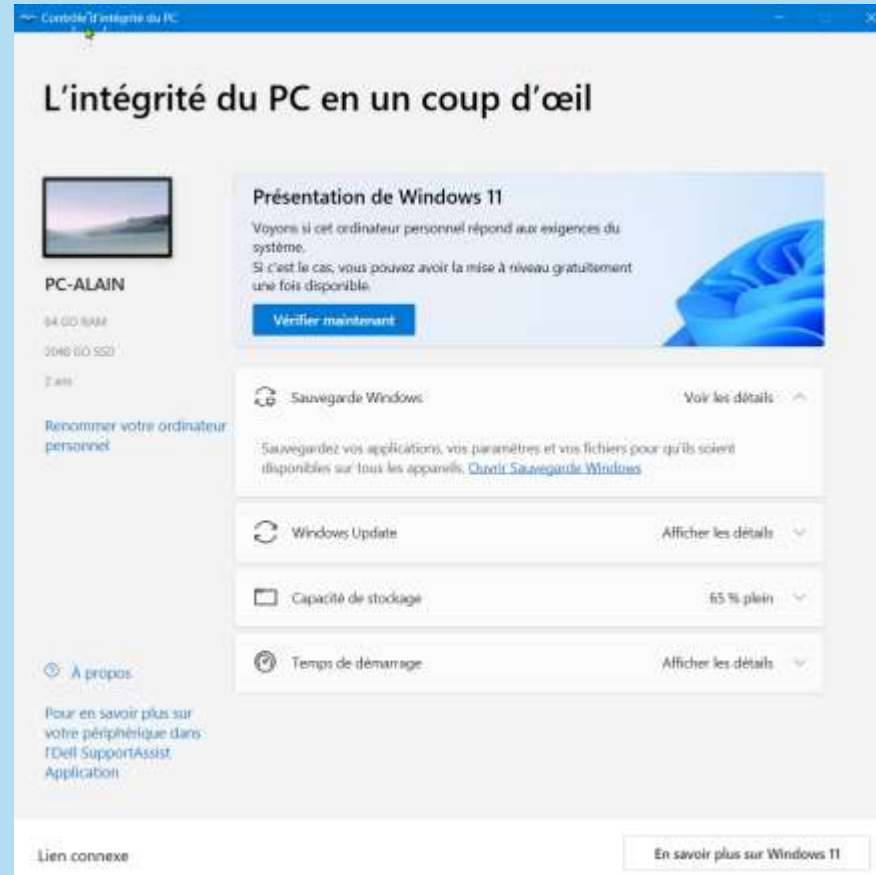 Contrôle d'intégrité du PC
L'intégrité du PC en un coup d'œil
PC-ALAIN
64 GO RAM
2048 GO SSD
2 ans
Renommer votre ordinateur
personnel
Présentation de Windows 11
Voyons si cet ordinateur personnel répond aux exigences du
système.
Si c'est le cas, vous pouvez avoir la mise à niveau gratuitement
une fois disponible.
Vérifier maintenant
Sauvegarde Windows Voir les détails
Sauvegardez vos applications, vos paramètres et vos fichiers pour qu'ils soient
disponibles sur tous les appareils. Ouvrir Sauvegarde Windows
Windows Update Afficher les détails
Capacité de stockage 65 % plein
Temps de démarrage Afficher les détails
À propos
Pour en savoir plus sur
votre périphérique dans
l'Dell SupportAssist
Application
Lien connexe
En savoir plus sur Windows 11